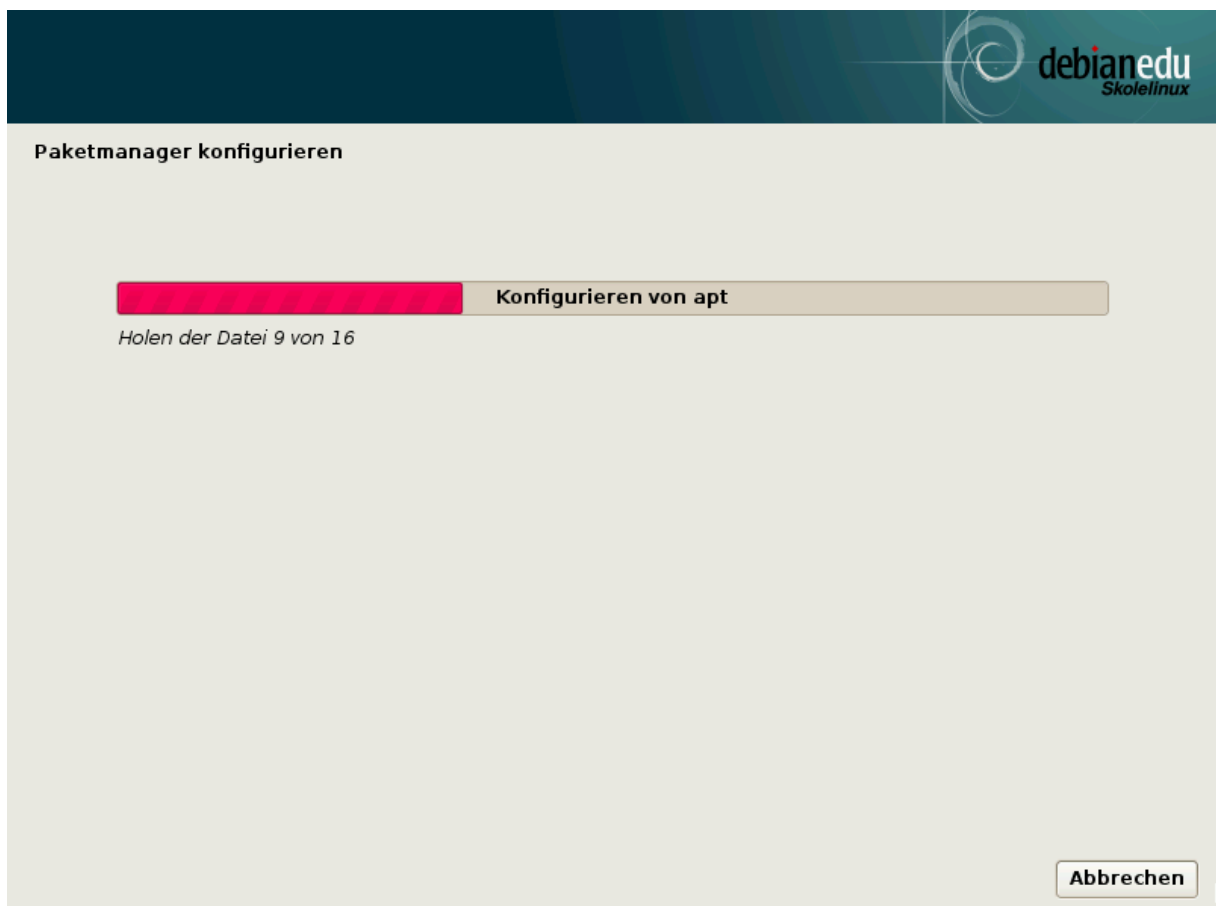 debianedu
Skolelinux
Paketmanager konfigurieren
Konfigurieren von apt
Holen der Datei 9 von 16
Abbrechen